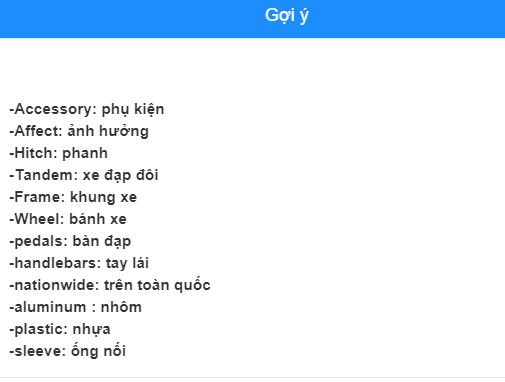 Gợi ý
-Accessory: phụ kiện
-Affect: ảnh hưởng
-Hitch: phanh
-Tandem: xe đạp đôi
-Frame: khung xe
-Wheel: bánh xe
-pedals: bàn đạp
-handlebars: tay lái
-nationwide: trên toàn quốc
-aluminum : nhôm
-plastic: nhựa
-sleeve: ống nối